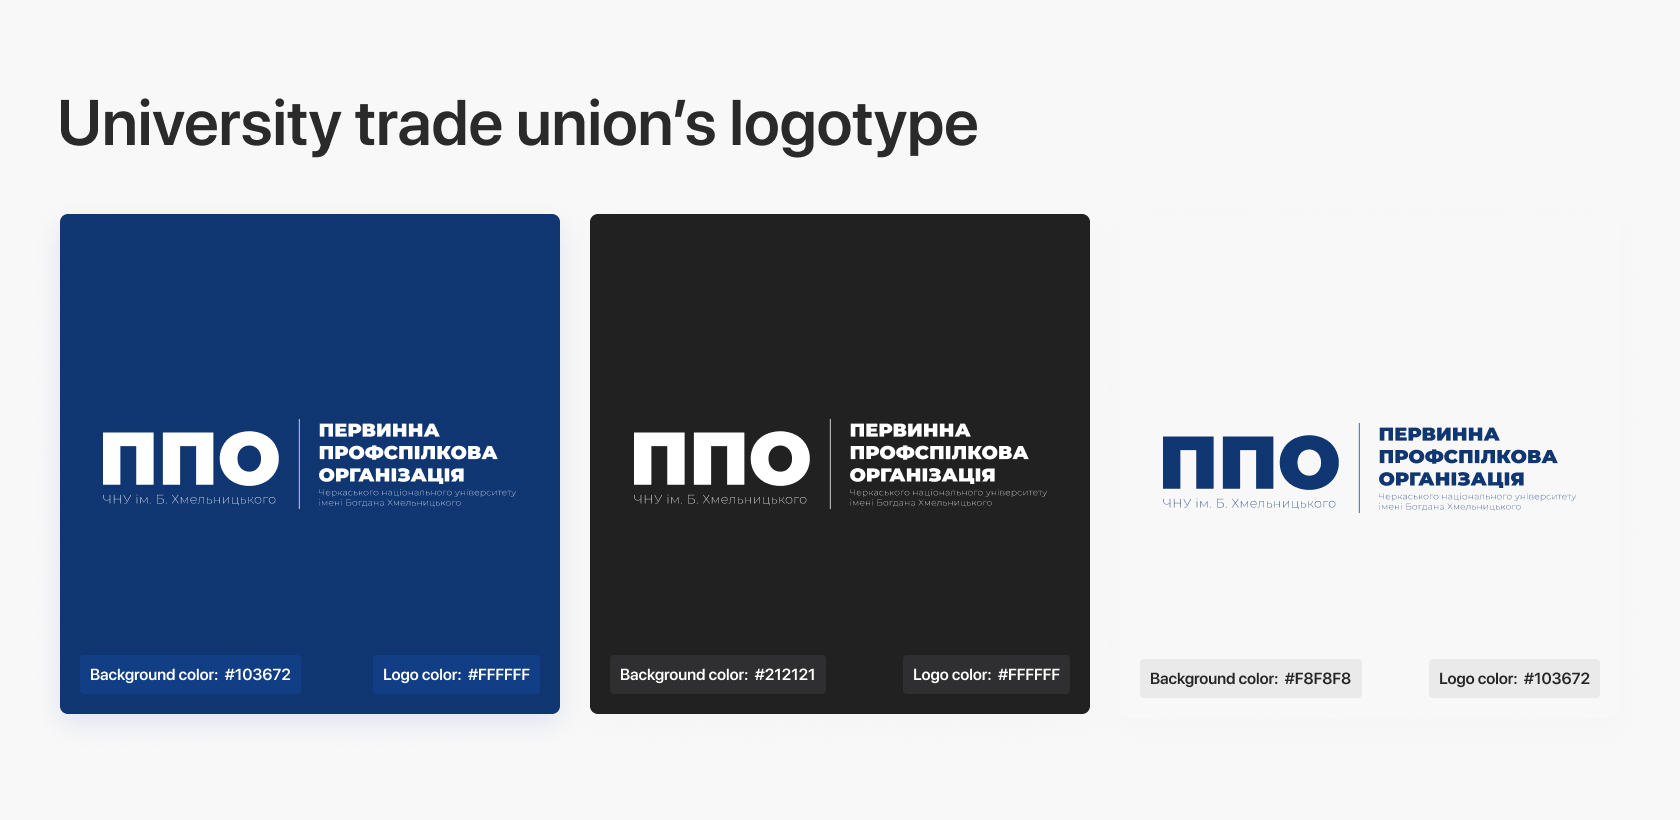 University trade union’s logotype
ППО
ЧНУ ім. Б. Хмельницького
ПЕРВИННА
ПРОФСПІЛКОВА
ОРГАНІЗАЦІЯ
Черкаського національного університету
імені Богдана Хмельницького
Background color: #103672
Logo color: #FFFFFF
ППО
ЧНУ ім. Б. Хмельницького
ПЕРВИННА
ПРОФСПІЛКОВА
ОРГАНІЗАЦІЯ
Черкаського національного університету
імені Богдана Хмельницького
Background color: #212121
Logo color: #FFFFFF
ППО
ЧНУ ім. Б. Хмельницького
ПЕРВИННА
ПРОФСПІЛКОВА
ОРГАНІЗАЦІЯ
Черкаського національного університету
імені Богдана Хмельницького
Background color: #F8F8F8
Logo color: #103672